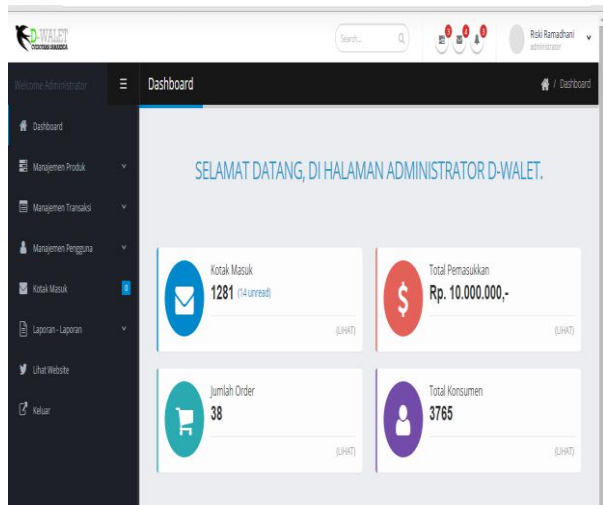 D-WALET
Search...
Riski Ramadhani
administrator
Welcome Administrator
Dashboard
/ Dashboard
Dashboard
Manajemen Produk
Manajemen Transaksi
Manajemen Pengguna
Kotak Masuk
Laporan - Laporan
Lihat Website
Keluar
SELAMAT DATANG, DI HALAMAN ADMINISTRATOR D-WALET.
Kotak Masuk
1281 (14 unread)
(LIHAT)
Total Pemasukkan
Rp. 10.000.000,-
(LIHAT)
Jumlah Order
38
(LIHAT)
Total Konsumen
3765
(LIHAT)